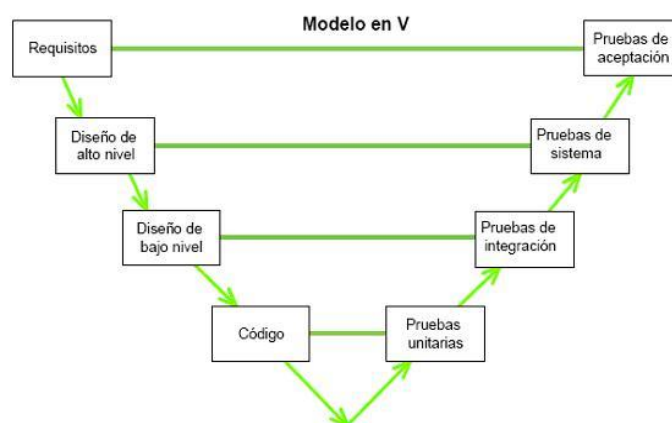 Modelo en V
Requisitos
Pruebas de
aceptación
Diseño de
alto nivel
Pruebas de
sistema
Diseño de
bajo nivel
Pruebas de
integración
Código
Pruebas
unitarias